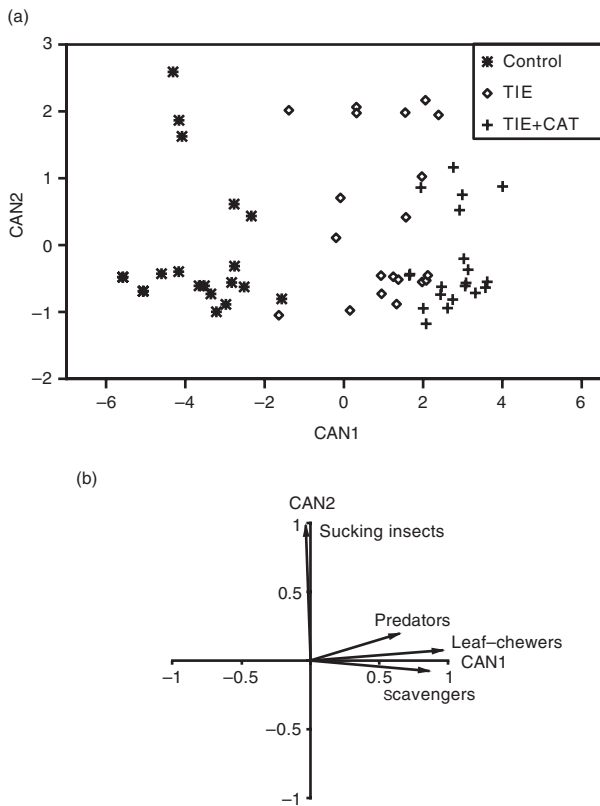 (a)
3
2
1
0
−1
−2
CAN2
−6
−4
−2
0
2
4
6
CAN1
Control
TIE
TIE+CAT
(b)
CAN2
1
Sucking insects
0.5
Predators
Leaf–chewers
CAN1
−1
−0.5
0.5
1
Scavengers
−0.5
−1